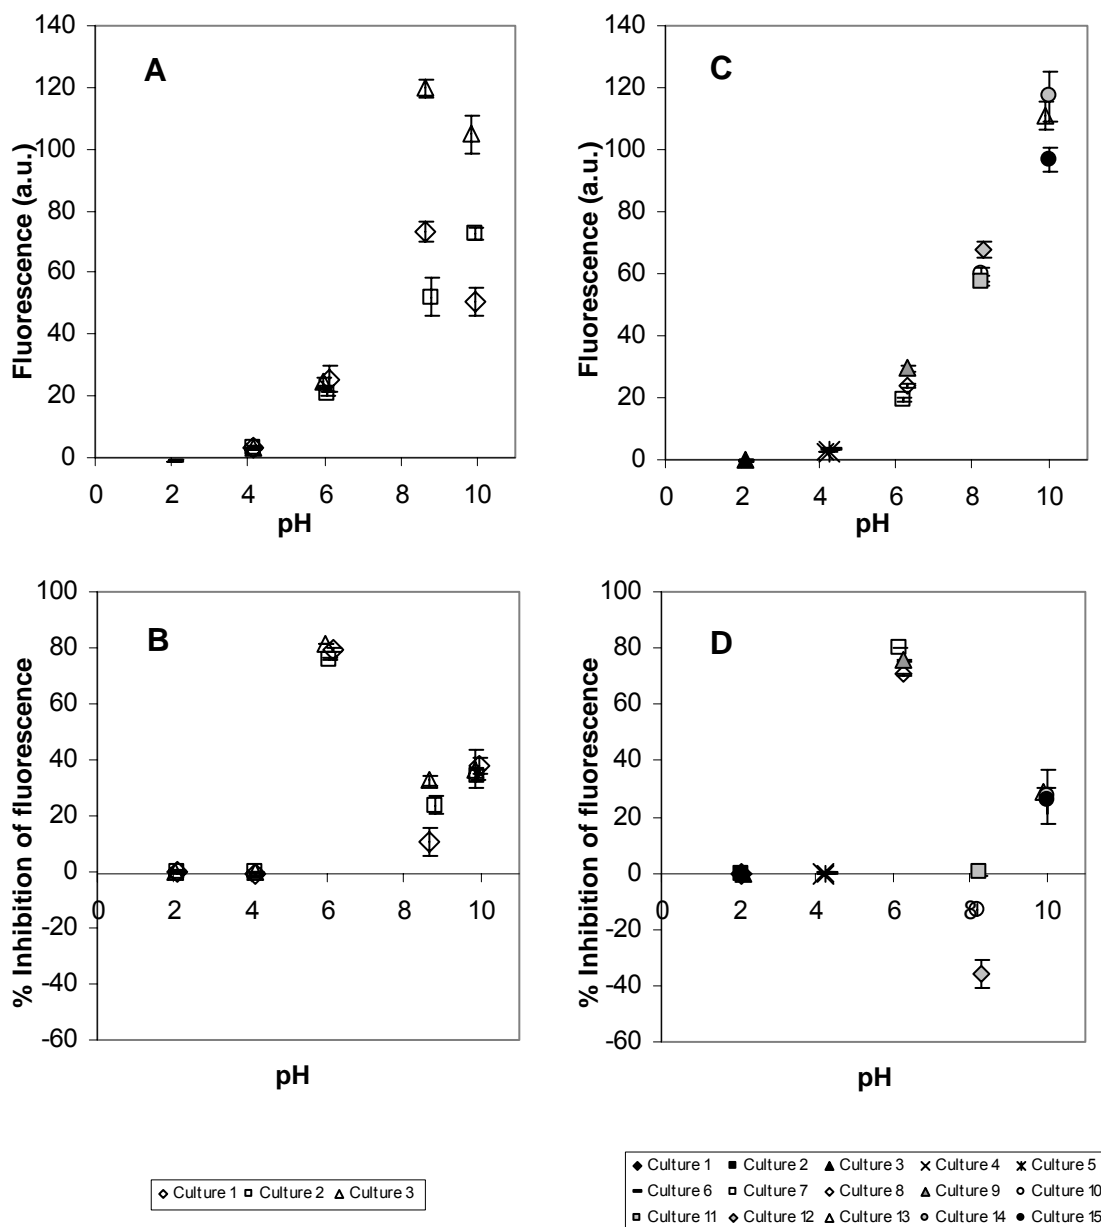 140
120
100
80
60
40
20
0
A
Fluorescence (a.u.)
0 2 4 6 8 10
pH
140
120
100
80
60
40
20
0
C
Fluorescence (a.u.)
0 2 4 6 8 10
pH
100
80
60
40
20
0
-20
-40
-60
B
% Inhibition of fluorescence
0 2 4 6 8 10
pH
100
80
60
40
20
0
-20
-40
-60
D
% Inhibition of fluorescence
0 2 4 6 8 10
pH
Culture 1 Culture 2 Culture 3
Culture 1 Culture 2 Culture 3 Culture 4 Culture 5
Culture 6 Culture 7 Culture 8 Culture 9 Culture 10
Culture 11 Culture 12 Culture 13 Culture 14 Culture 15